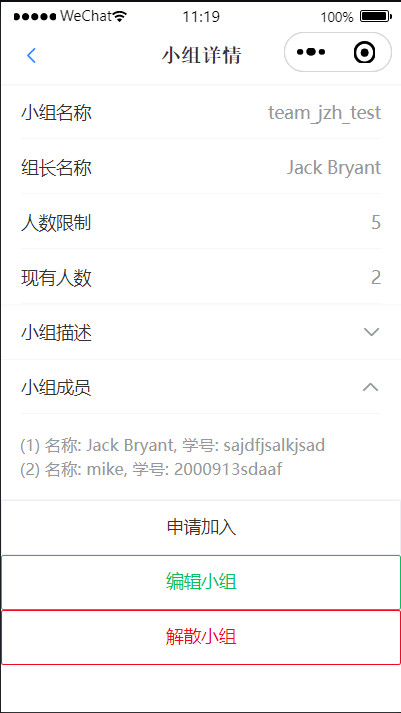 WeChat 11:19 100%
小组详情
小组名称 team_jzh_test
组长名称 Jack Bryant
人数限制 5
现有人数 2
小组描述
小组成员
(1) 名称: Jack Bryant, 学号: sajdfjsalkjsad
(2) 名称: mike, 学号: 2000913sdaaf
申请加入
编辑小组
解散小组